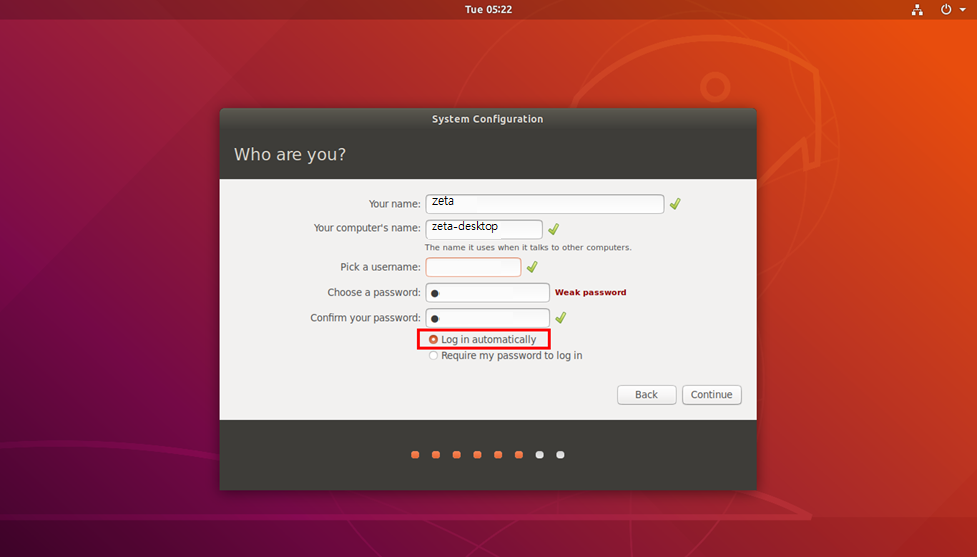 Tue 05:22
System Configuration
Who are you?
Your name: zeta
Your computer's name: zeta-desktop
The name it uses when it talks to other computers.
Pick a username:
Choose a password: ● Weak password
Confirm your password: ●
Log in automatically
Require my password to log in
Back Continue